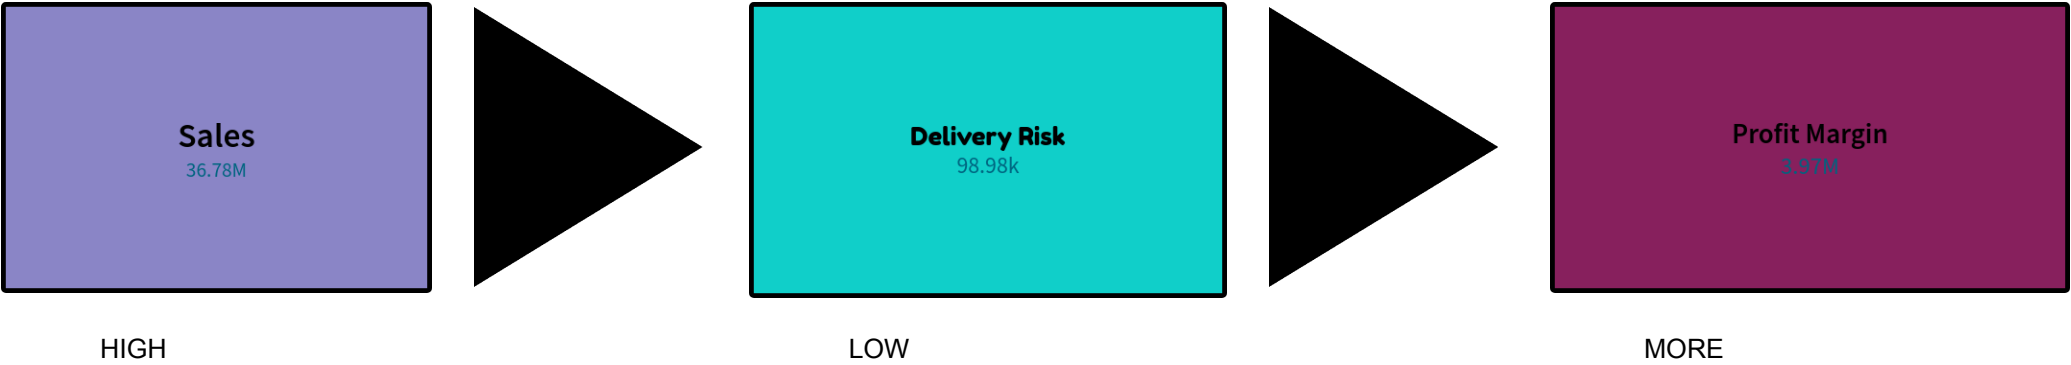 Sales
36.78M
Delivery Risk
98.98k
Profit Margin
3.97M
HIGH
LOW
MORE